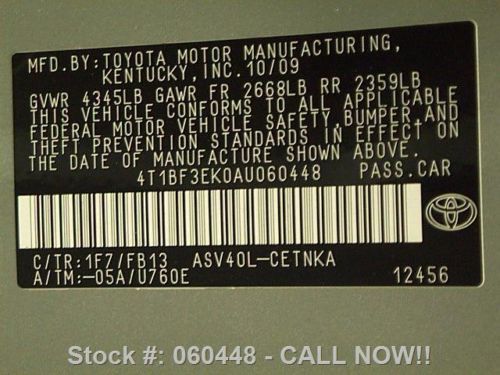 MFD.BY:TOYOTA MOTOR MANUFACTURING,
KENTUCKY,INC.10/09
GVWR 4345LB GAWR FR 2668LB RR 2359LB
THIS VEHICLE CONFORMS TO ALL APPLICABLE
FEDERAL MOTOR VEHICLE SAFETY,BUMPER,AND
THEFT PREVENTION STANDARDS IN EFFECT ON
THE DATE OF MANUFACTURE SHOWN ABOVE.
4T1BF3EK0AU060448 PASS.CAR
C/TR:1F7/FB13 ASV40L-CETNKA
A/TM:-05A/U760E 12456
Stock #: 060448 - CALL NOW!!